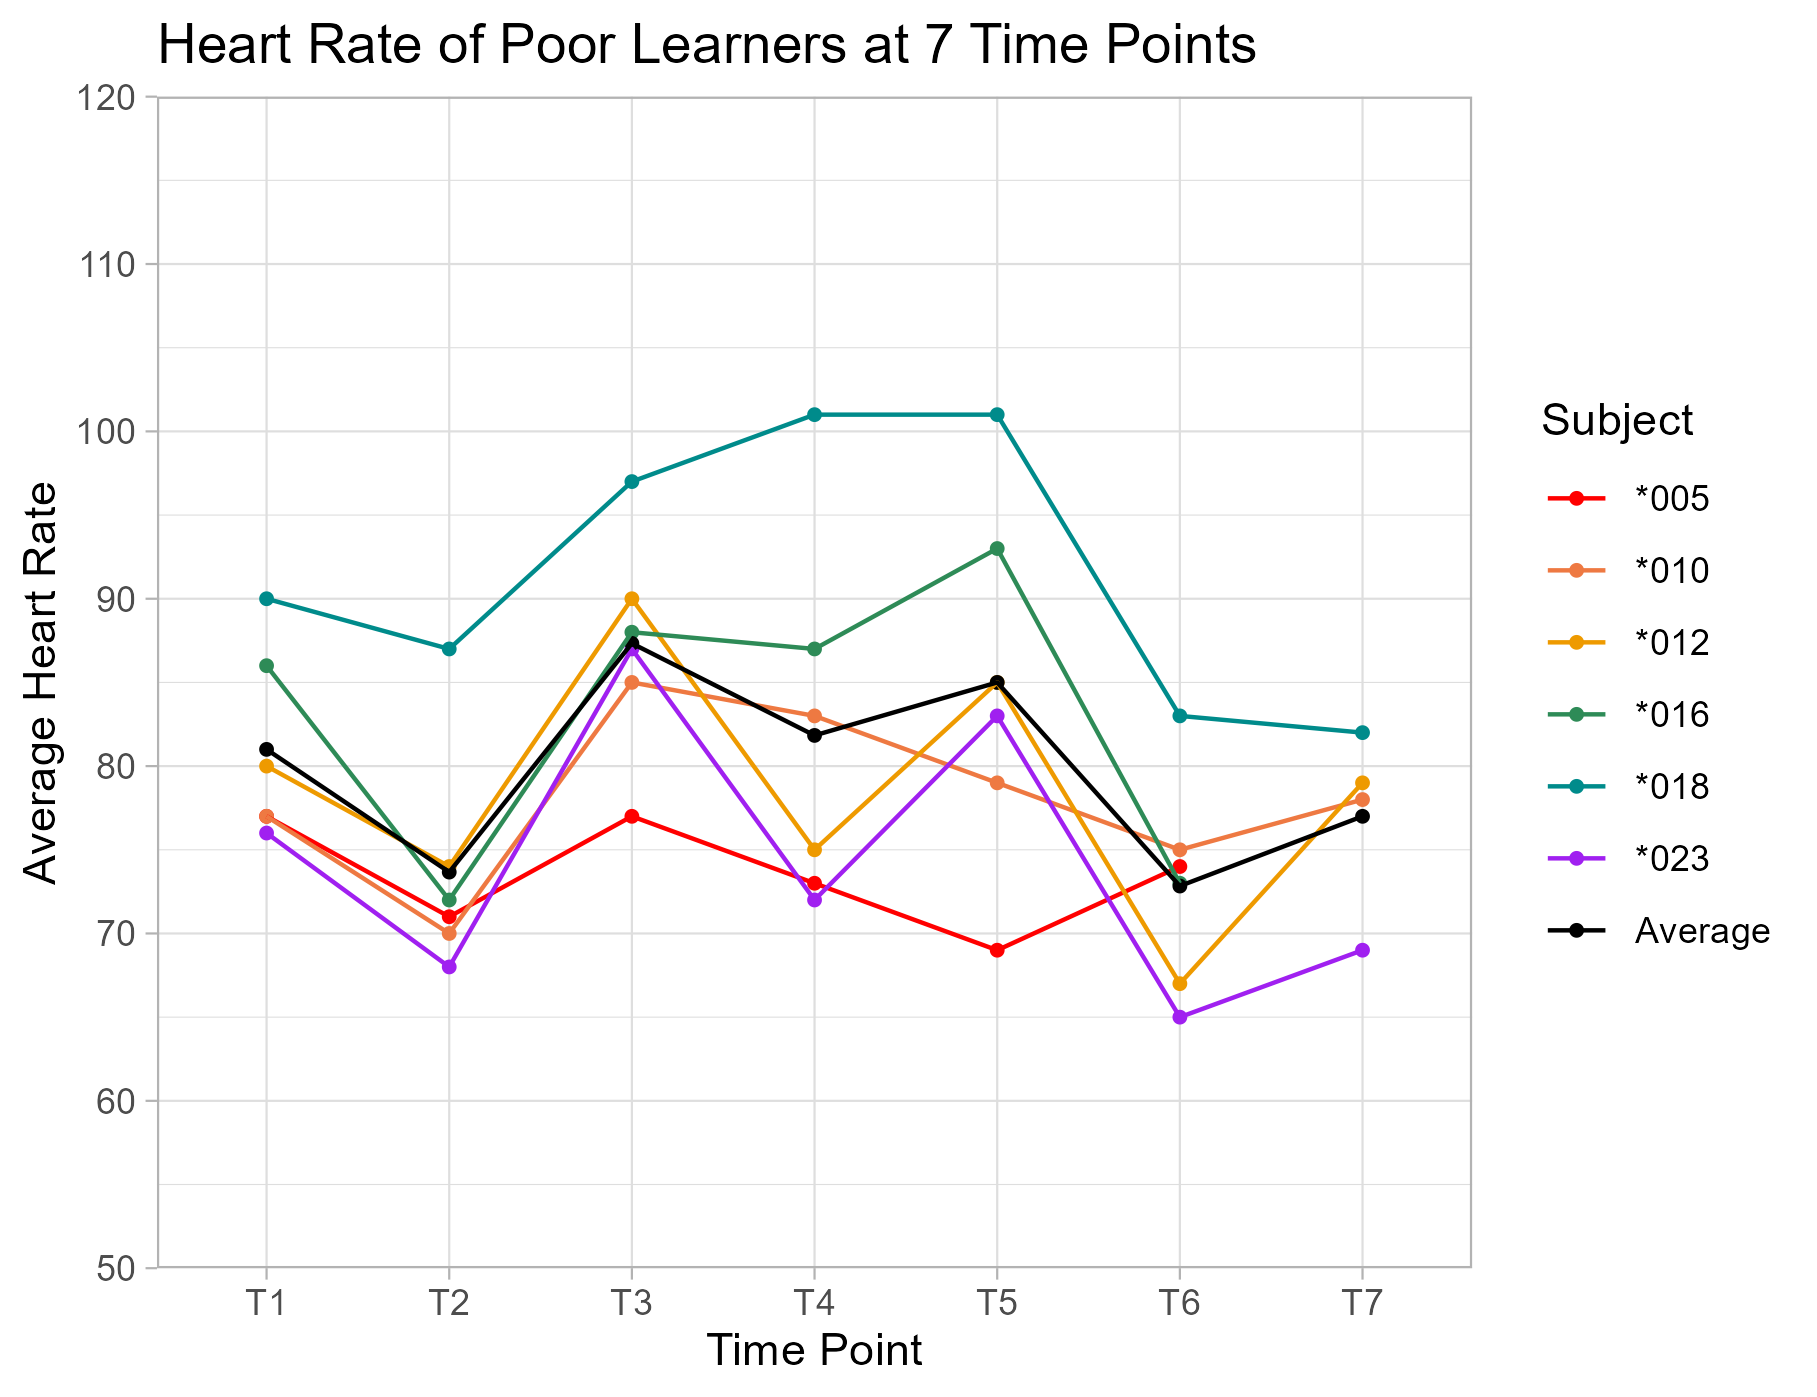 Heart Rate of Poor Learners at 7 Time Points
120
110
100
90
80
70
60
50
Average Heart Rate
T1 T2 T3 T4 T5 T6 T7
Time Point
Subject
*005
*010
*012
*016
*018
*023
Average